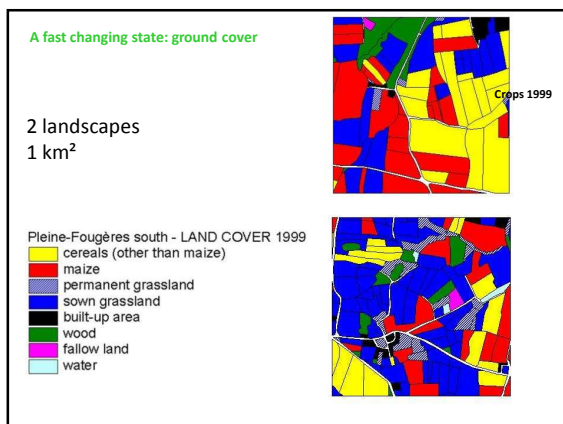 A fast changing state: ground cover
Crops 1999
2 landscapes
1 km²
Pleine-Fougères south - LAND COVER 1999
cereals (other than maize)
maize
permanent grassland
sown grassland
built-up area
wood
fallow land
water